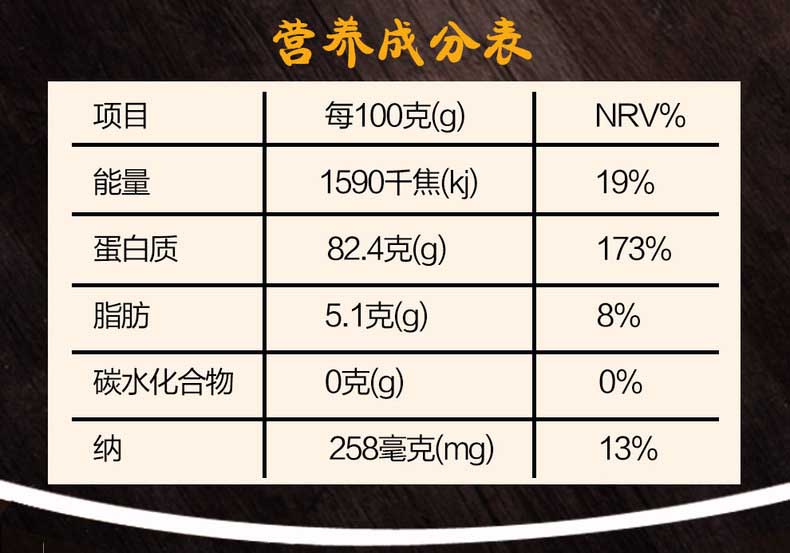 营养成分表
项目 每100克(g) NRV%
能量 1590千焦(kj) 19%
蛋白质 82.4克(g) 173%
脂肪 5.1克(g) 8%
碳水化合物 0克(g) 0%
纳 258毫克(mg) 13%